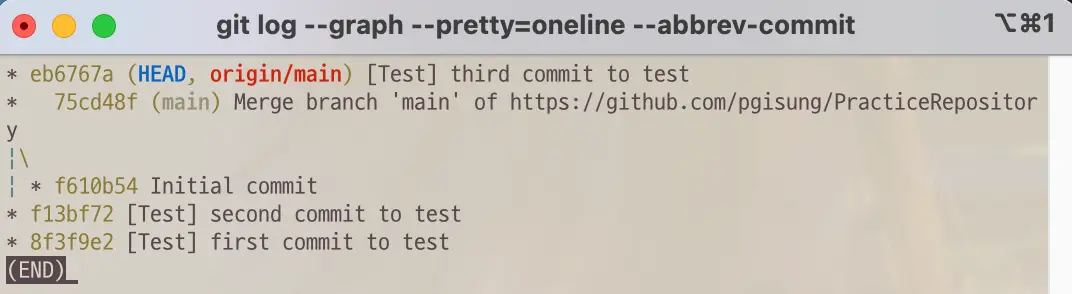 git log --graph --pretty=oneline --abbrev-commit
⌥⌘1
* eb6767a (HEAD, origin/main) [Test] third commit to test
*   75cd48f (main) Merge branch 'main' of https://github.com/pgisung/PracticeRepositor
y
¦\
¦ * f610b54 Initial commit
* f13bf72 [Test] second commit to test
* 8f3f9e2 [Test] first commit to test
(END)